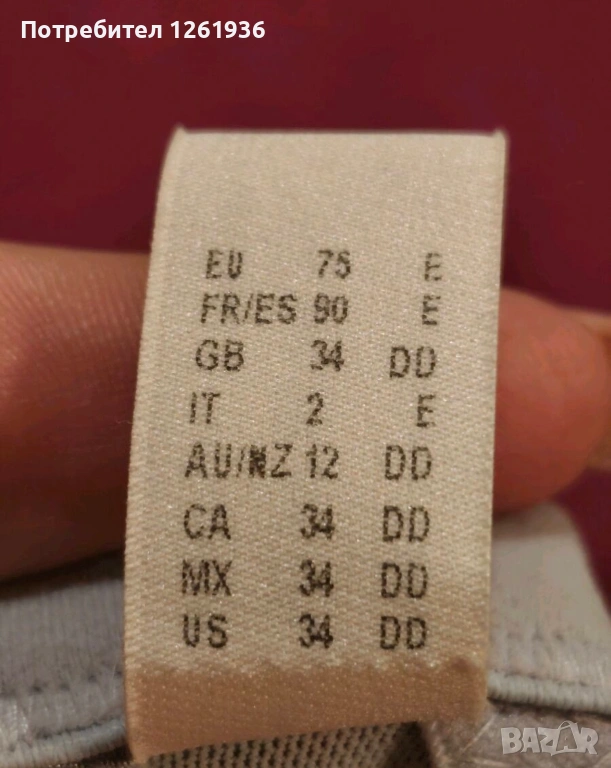 Потребител 1261936
EU 75 E
FR/ES 90 E
GB 34 DD
IT 2 E
AU/NZ 12 DD
CA 34 DD
MX 34 DD
US 34 DD
BAZAR